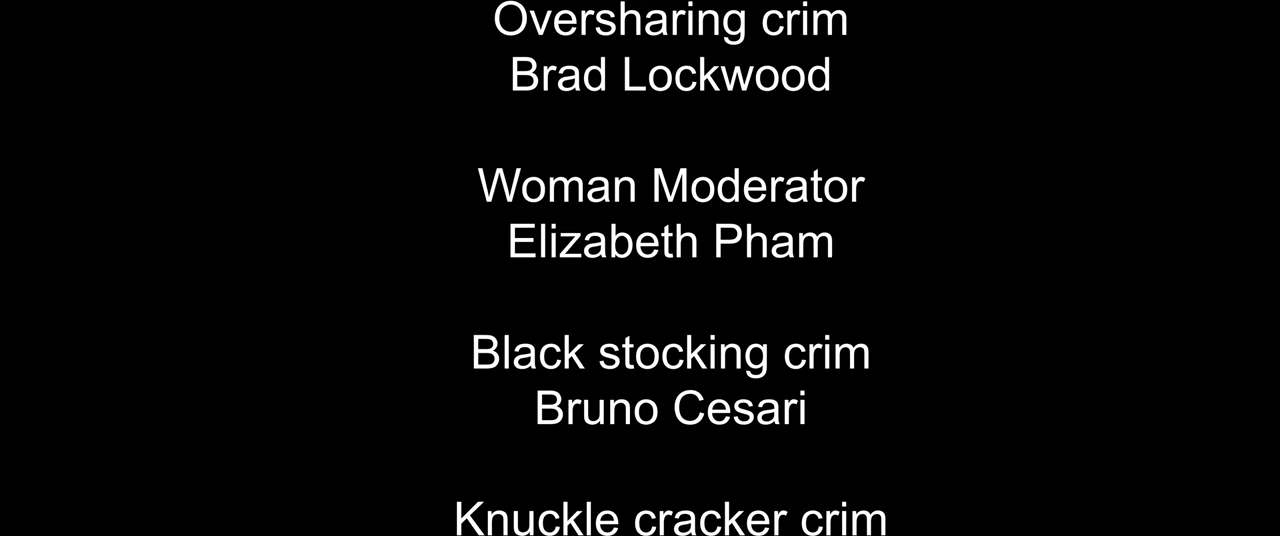 Oversharing crim
Brad Lockwood
Woman Moderator
Elizabeth Pham
Black stocking crim
Bruno Cesari
Knuckle cracker crim